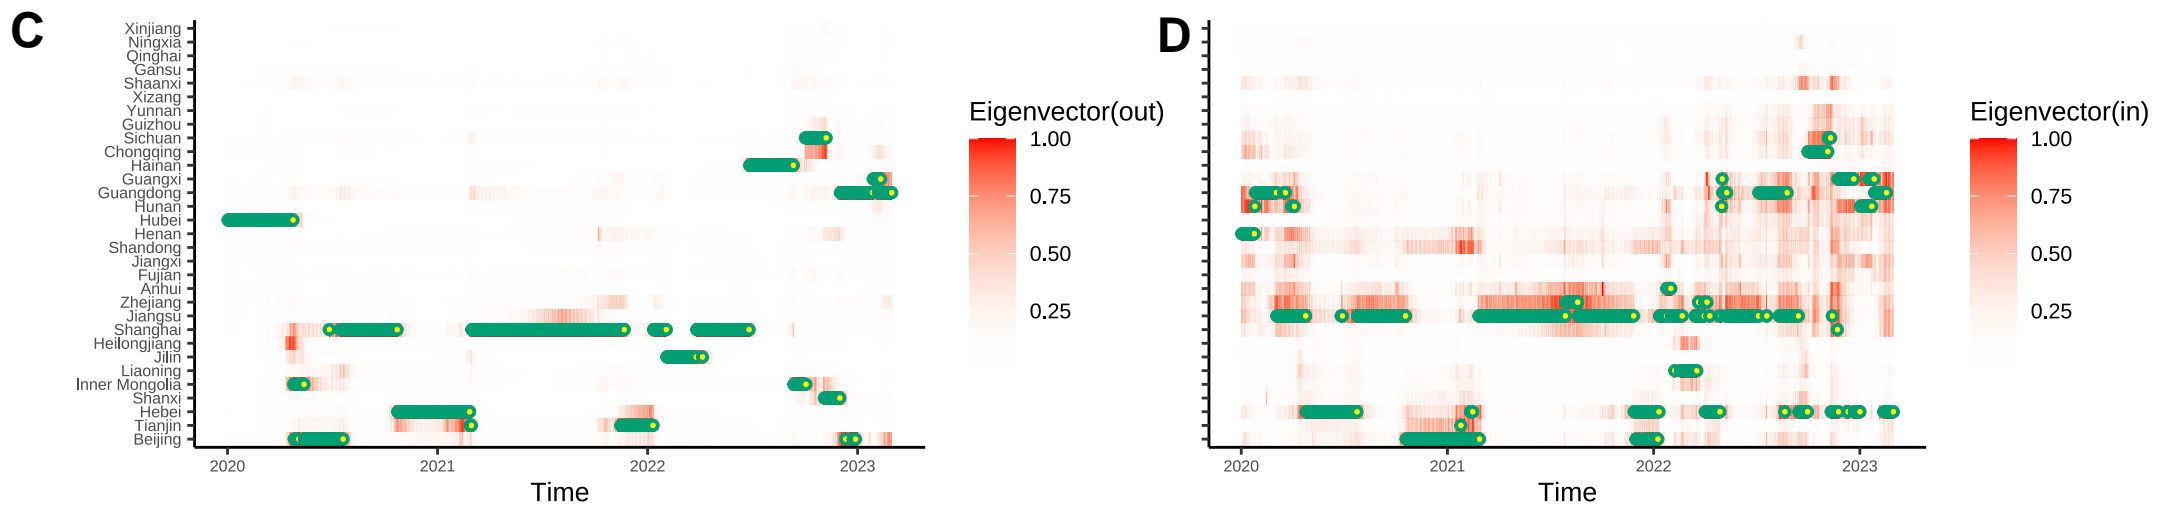 C
Xinjiang
Ningxia
Qinghai
Gansu
Shaanxi
Xizang
Yunnan
Guizhou
Sichuan
Chongqing
Hainan
Guangxi
Guangdong
Hunan
Hubei
Henan
Shandong
Jiangxi
Fujian
Anhui
Zhejiang
Jiangsu
Shanghai
Heilongjiang
Jilin
Liaoning
Inner Mongolia
Shanxi
Hebei
Tianjin
Beijing
2020 2021 2022 2023
Time
Eigenvector(out)
1.00
0.75
0.50
0.25
D
2020 2021 2022 2023
Time
Eigenvector(in)
1.00
0.75
0.50
0.25